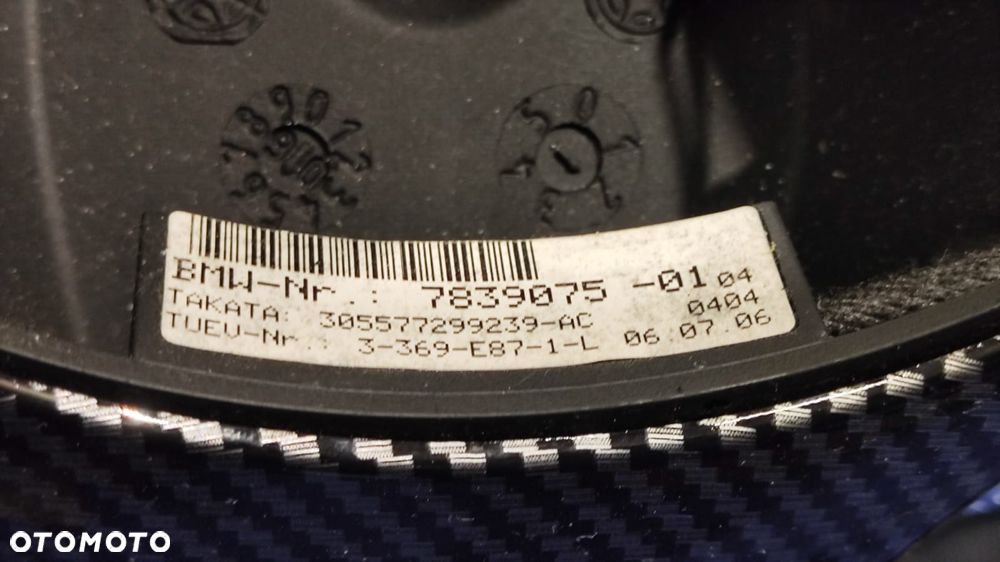 BMW-Nr.: 7839075 -01 04
TAKATA: 305577299239-AC 0404
TUEV-Nr.: 3-369-E87-1-L 06.07.06
OTOMOTO